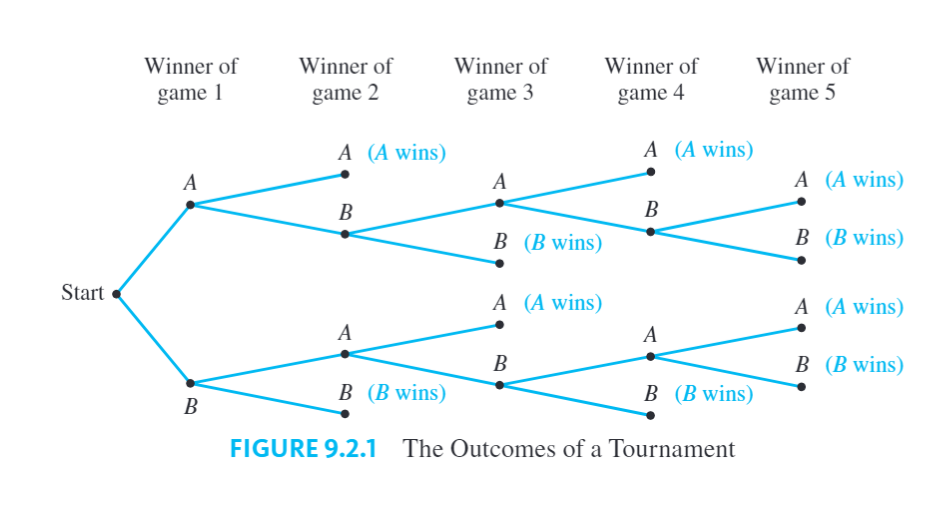 Winner of Winner of Winner of Winner of Winner of
game 1 game 2 game 3 game 4 game 5
A (A wins) A (A wins)
A A A (A wins)
B B
B (B wins) B (B wins)
Start
A (A wins) A (A wins)
A A
B B (B wins)
B (B wins) B (B wins)
B
FIGURE 9.2.1 The Outcomes of a Tournament